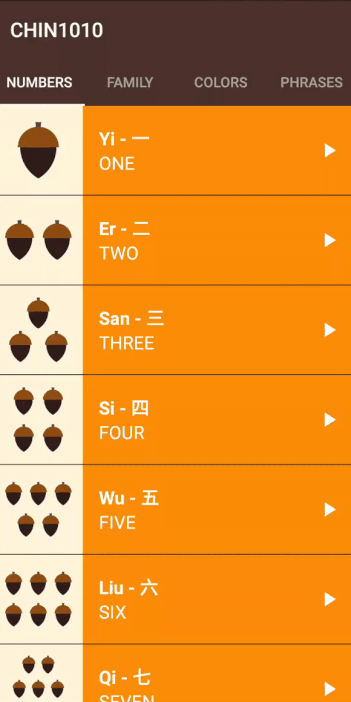 CHIN1010
NUMBERS FAMILY COLORS PHRASES
Yi - 一
ONE
Er - 二
TWO
San - 三
THREE
Si - 四
FOUR
Wu - 五
FIVE
Liu - 六
SIX
Qi - 七
SEVEN